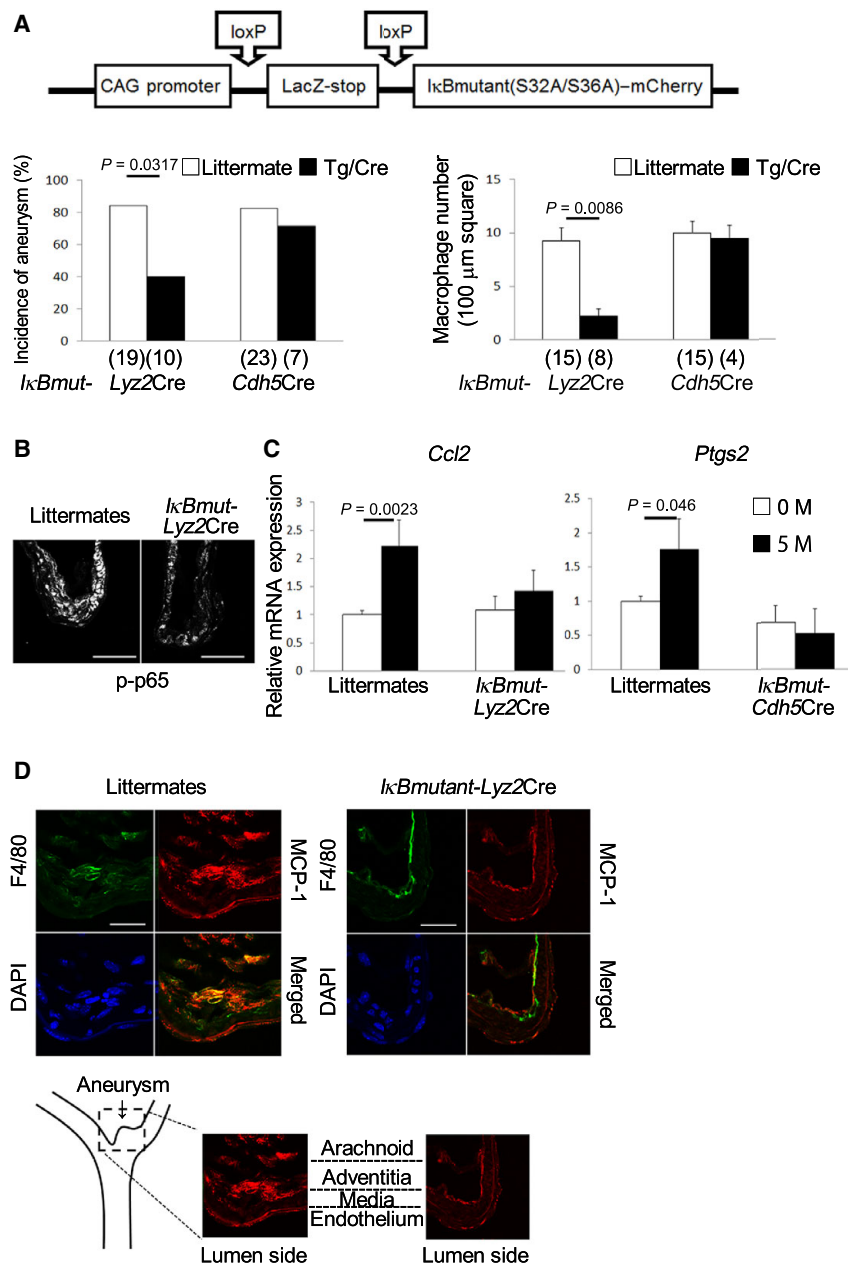 A
loxP
loxP
CAG promoter
LacZ-stop
IκBmutant(S32A/S36A)–mCherry
Incidence of aneurysm (%)
P = 0.0317
Littermate
Tg/Cre
100
80
60
40
20
0
(19)(10)
(23) (7)
IκBmut-
Lyz2Cre
Cdh5Cre
Macrophage number
(100 μm square)
Littermate
Tg/Cre
P = 0.0086
15
10
5
0
(15) (8)
(15) (4)
IκBmut-
Lyz2Cre
Cdh5Cre
B
Littermates
IκBmut-
Lyz2Cre
p-p65
C
Relative mRNA expression
Ccl2
P = 0.0023
3
2.5
2
1.5
1
0.5
0
Littermates
IκBmut-
Lyz2Cre
Ptgs2
P = 0.046
2.5
2
1.5
1
0.5
0
Littermates
IκBmut-
Cdh5Cre
0 M
5 M
D
Littermates
F4/80
MCP-1
DAPI
Merged
IκBmutant-Lyz2Cre
F4/80
MCP-1
DAPI
Merged
Aneurysm
Arachnoid
Adventitia
Media
Endothelium
Lumen side
Lumen side